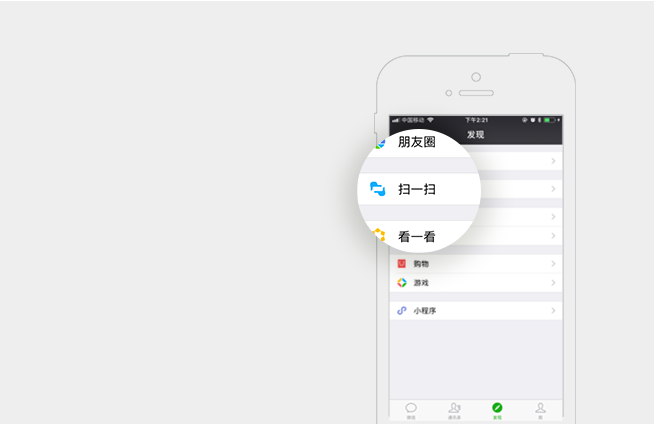 中国移动 下午2:21
发现
朋友圈
扫一扫
看一看
购物
游戏
小程序
微信 通讯录 发现 我